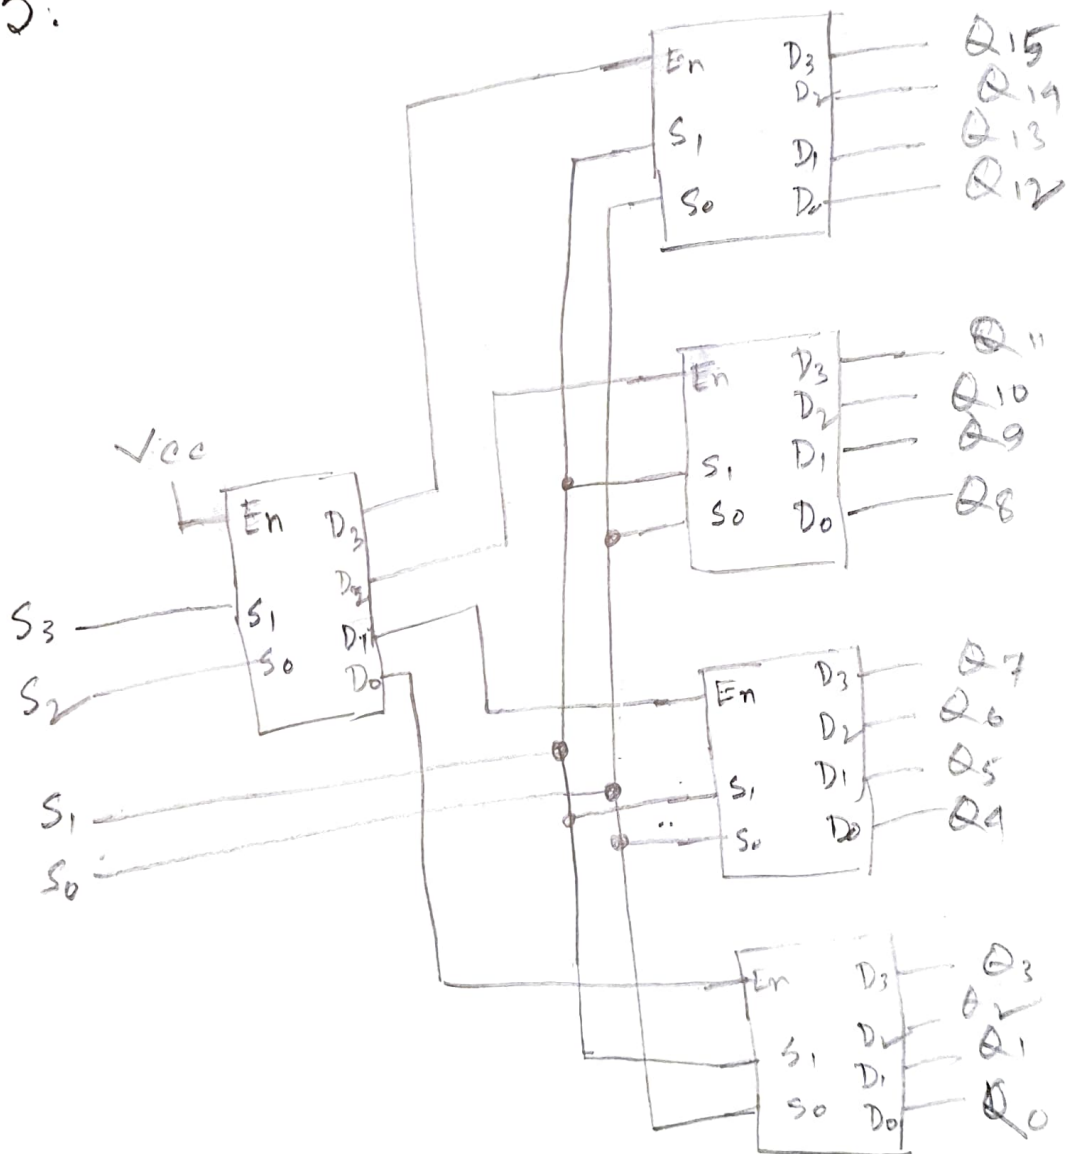 5.
En D3 Q15
D2 Q14
S1 D1 Q13
S0 D0 Q12
En D3 Q11
D2 Q10
S1 D1 Q9
S0 D0 Q8
Vcc
En D3
D2
S3 S1 D1
S2 S0 D0
En D3 Q7
D2 Q6
S1 S1 D1 Q5
S0 S0 D0 Q4
En D3 Q3
D2 Q2
S1 D1 Q1
S0 D0 Q0